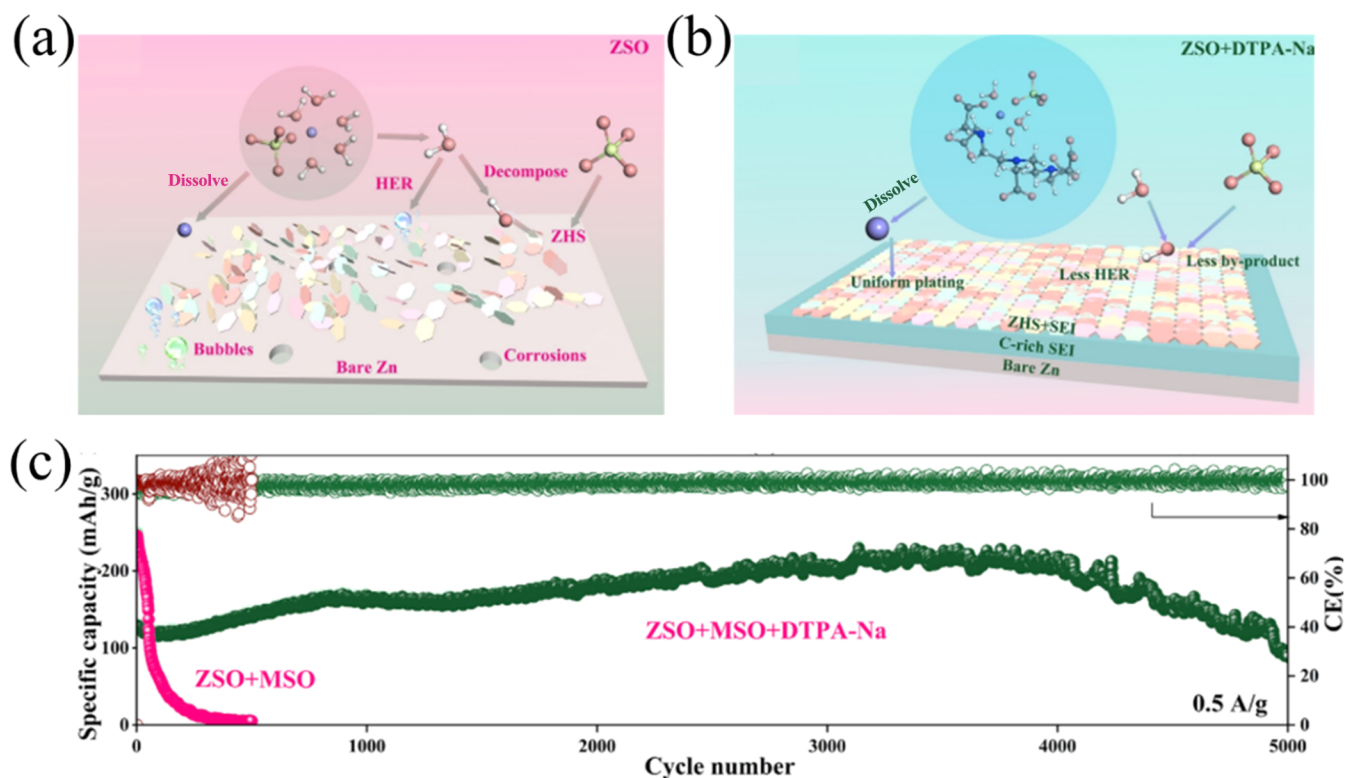 (a)
ZSO
Dissolve
HER
Decompose
ZHS
Bubbles
Corrosions
Bare Zn
(b)
ZSO+DTPA-Na
Dissolve
Uniform plating
Less HER
Less by-product
ZHS+SEI
C-rich SEI
Bare Zn
(c)
Specific capacity (mAh/g)
300
200
100
0
ZSO+MSO
ZSO+MSO+DTPA-Na
0.5 A/g
100
80
60
40
20
0
CE(%)
0
1000
2000
3000
4000
5000
Cycle number